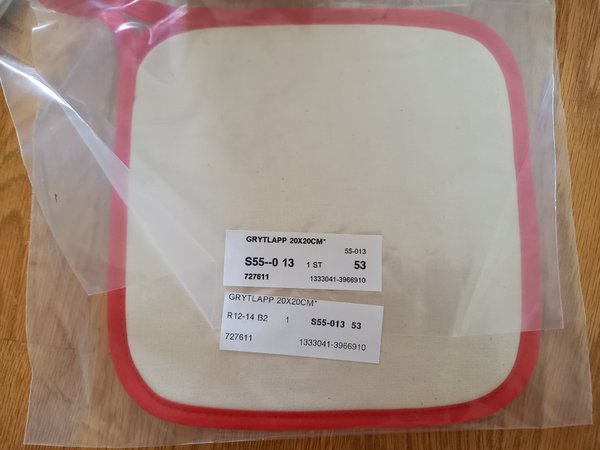 GRYTLAPP 20X20CM*
55-013
S55--0 13 1 ST 53
727611 1333041-3966910
GRYTLAPP 20X20CM*
R12-14 B2 1 S55-013 53
727611 1333041-3966910